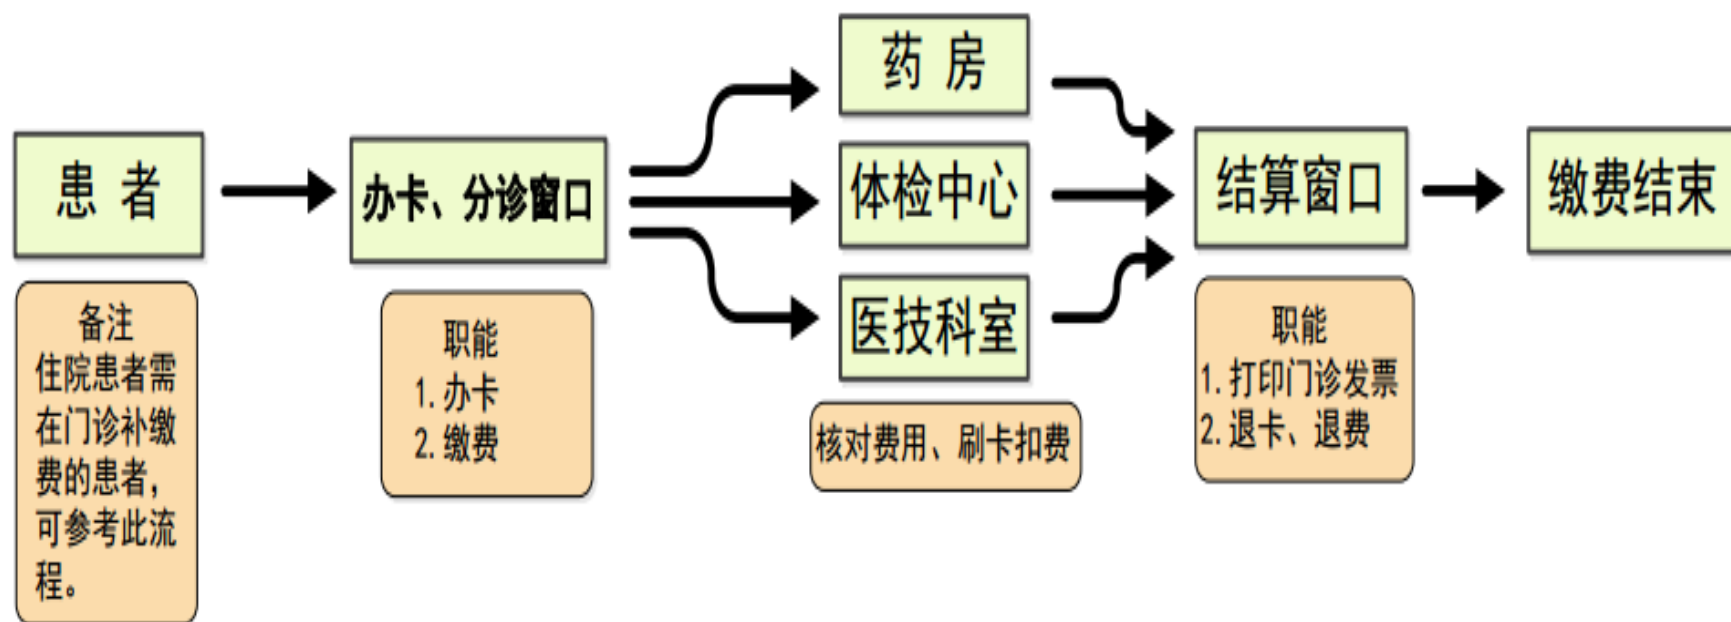 患 者
办卡、分诊窗口
药 房
体检中心
医技科室
结算窗口
缴费结束
备注
住院患者需
在门诊补缴
费的患者，
可参考此流
程。
职能
1. 办卡
2. 缴费
核对费用、刷卡扣费
职能
1. 打印门诊发票
2. 退卡、退费